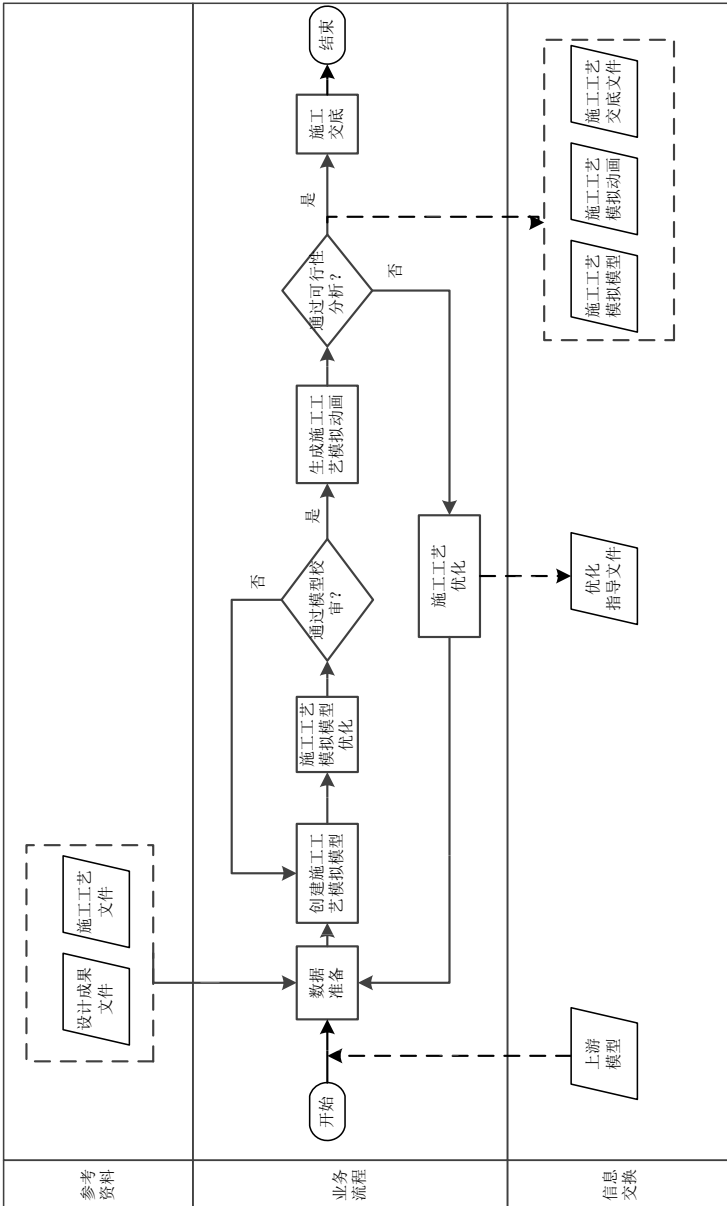 参考
资料
设计成果
文件
施工工艺
文件
业务
流程
开始
数据
准备
创建施工工
艺模拟模型
施工工艺
模拟模型
优化
通过模型校
审？
否
是
生成施工工
艺模拟动画
通过可行性
分析？
是
否
施工
交底
结束
施工工艺
优化
信息
交换
上游
模型
优化
指导文件
施工工艺
模拟模型
施工工艺
模拟动画
施工工艺
交底文件